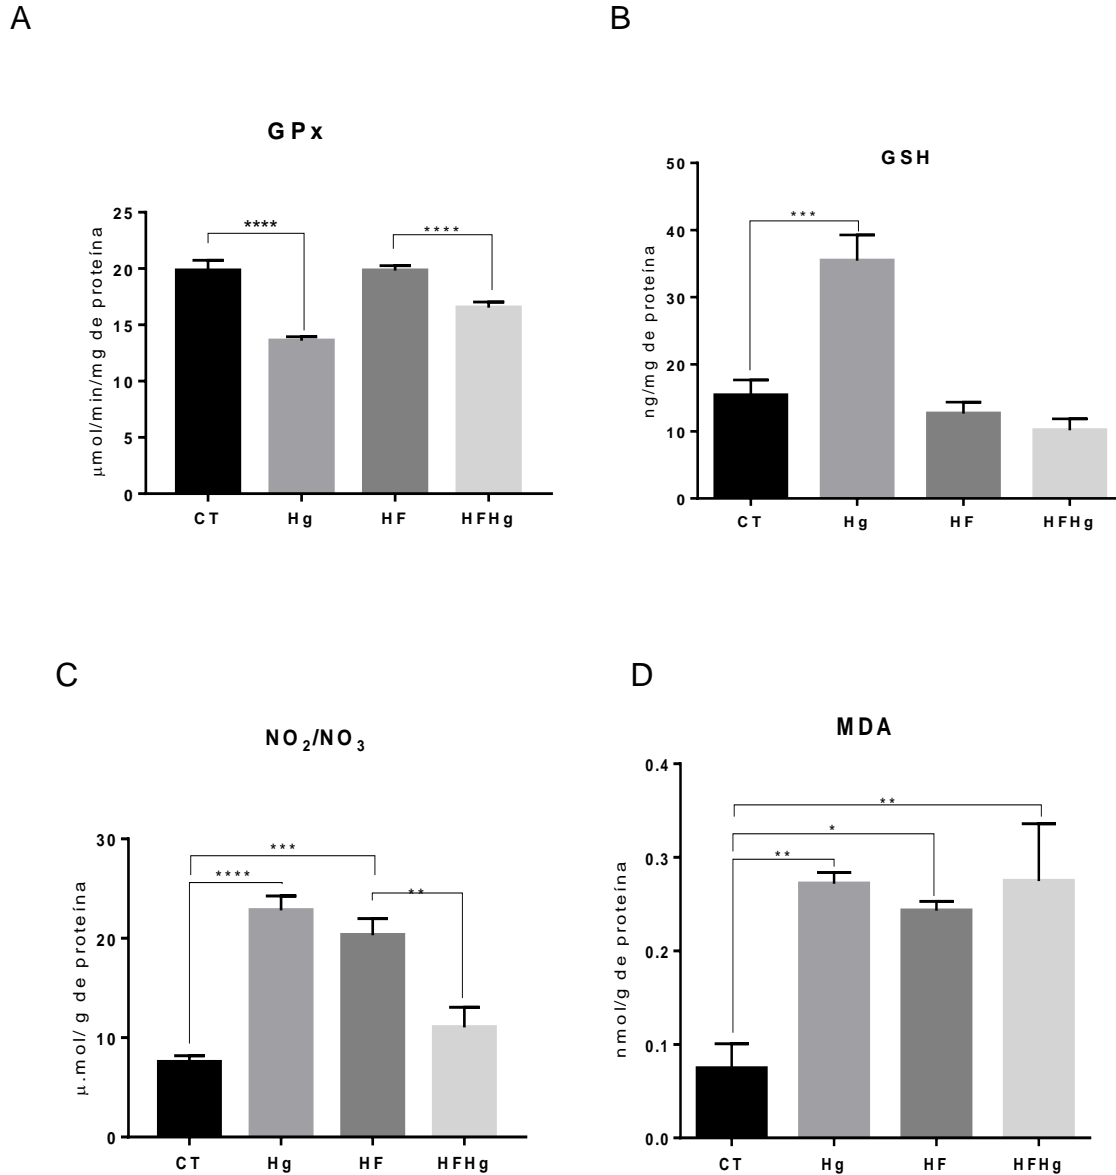 A
B
GPx
µmol/min/mg de proteína
25
20
15
10
5
0
****
****
CT Hg HF HFHg
GSH
ng/mg de proteína
50
40
30
20
10
0
***
CT Hg HF HFHg
C
D
NO2/NO3
µ.mol/ g de proteína
30
20
10
0
***
****
**
CT Hg HF HFHg
MDA
nmol/g de proteína
0.4
0.3
0.2
0.1
0.0
**
*
**
CT Hg HF HFHg